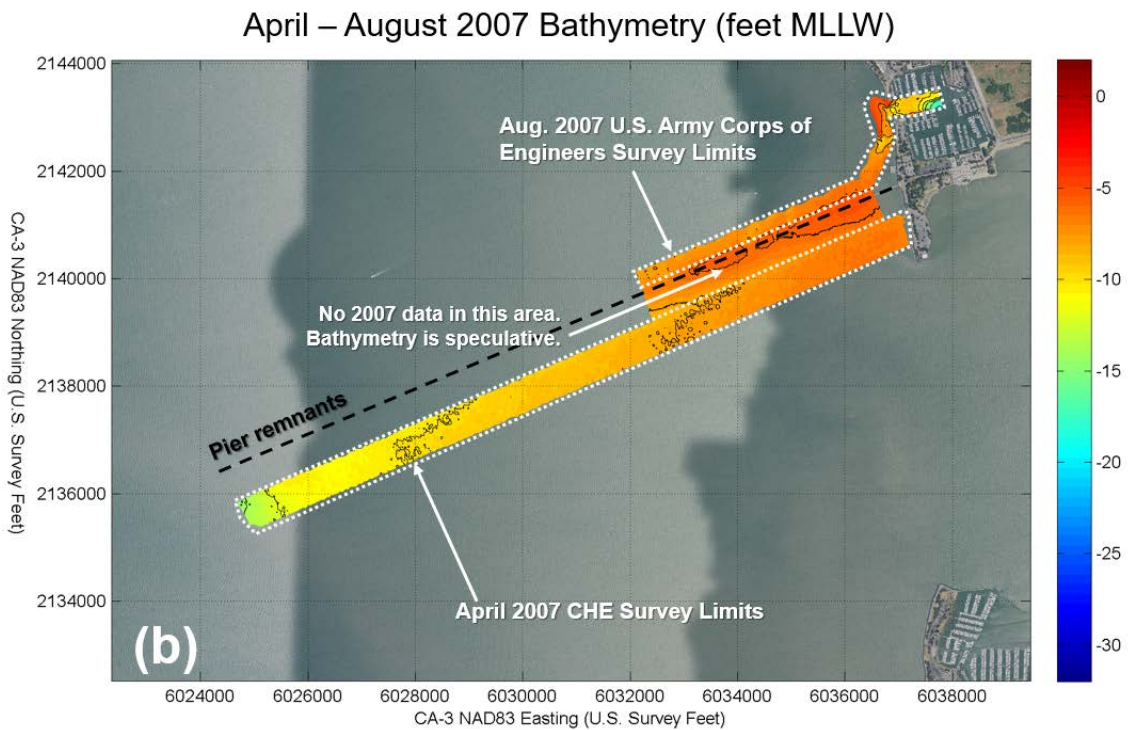 April – August 2007 Bathymetry (feet MLLW)
2144000
2142000
2140000
2138000
2136000
2134000
CA-3 NAD83 Northing (U.S. Survey Feet)
Aug. 2007 U.S. Army Corps of
Engineers Survey Limits
No 2007 data in this area.
Bathymetry is speculative.
Pier remnants
April 2007 CHE Survey Limits
(b)
6024000 6026000 6028000 6030000 6032000 6034000 6036000 6038000
CA-3 NAD83 Easting (U.S. Survey Feet)
0
-5
-10
-15
-20
-25
-30